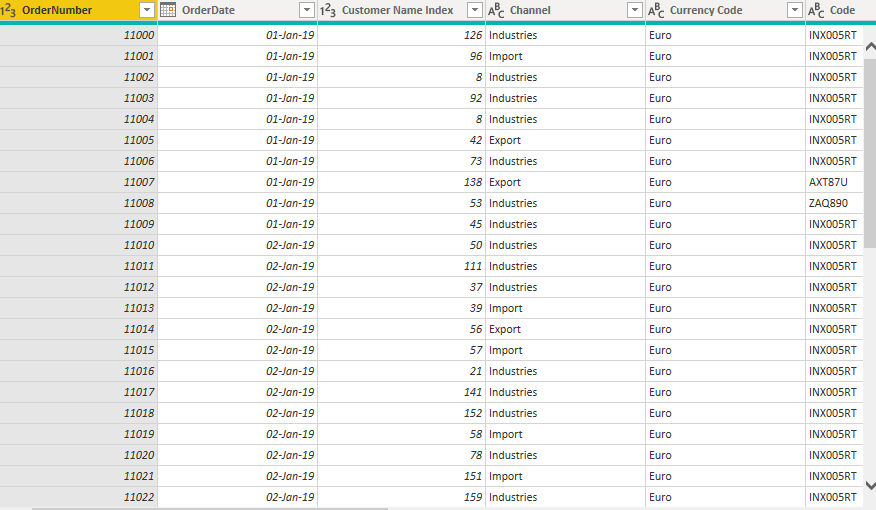 123 OrderNumber OrderDate 123 Customer Name Index ABC Channel ABC Currency Code ABC Code
11000 01-Jan-19 126 Industries Euro INX005RT
11001 01-Jan-19 96 Import Euro INX005RT
11002 01-Jan-19 8 Industries Euro INX005RT
11003 01-Jan-19 92 Industries Euro INX005RT
11004 01-Jan-19 8 Industries Euro INX005RT
11005 01-Jan-19 42 Export Euro INX005RT
11006 01-Jan-19 73 Industries Euro INX005RT
11007 01-Jan-19 138 Export Euro AXT87U
11008 01-Jan-19 53 Industries Euro ZAQ890
11009 01-Jan-19 45 Industries Euro INX005RT
11010 02-Jan-19 50 Industries Euro INX005RT
11011 02-Jan-19 111 Industries Euro INX005RT
11012 02-Jan-19 37 Industries Euro INX005RT
11013 02-Jan-19 39 Import Euro INX005RT
11014 02-Jan-19 56 Export Euro INX005RT
11015 02-Jan-19 57 Import Euro INX005RT
11016 02-Jan-19 21 Industries Euro INX005RT
11017 02-Jan-19 141 Industries Euro INX005RT
11018 02-Jan-19 152 Industries Euro INX005RT
11019 02-Jan-19 58 Import Euro INX005RT
11020 02-Jan-19 78 Industries Euro INX005RT
11021 02-Jan-19 151 Import Euro INX005RT
11022 02-Jan-19 159 Industries Euro INX005RT